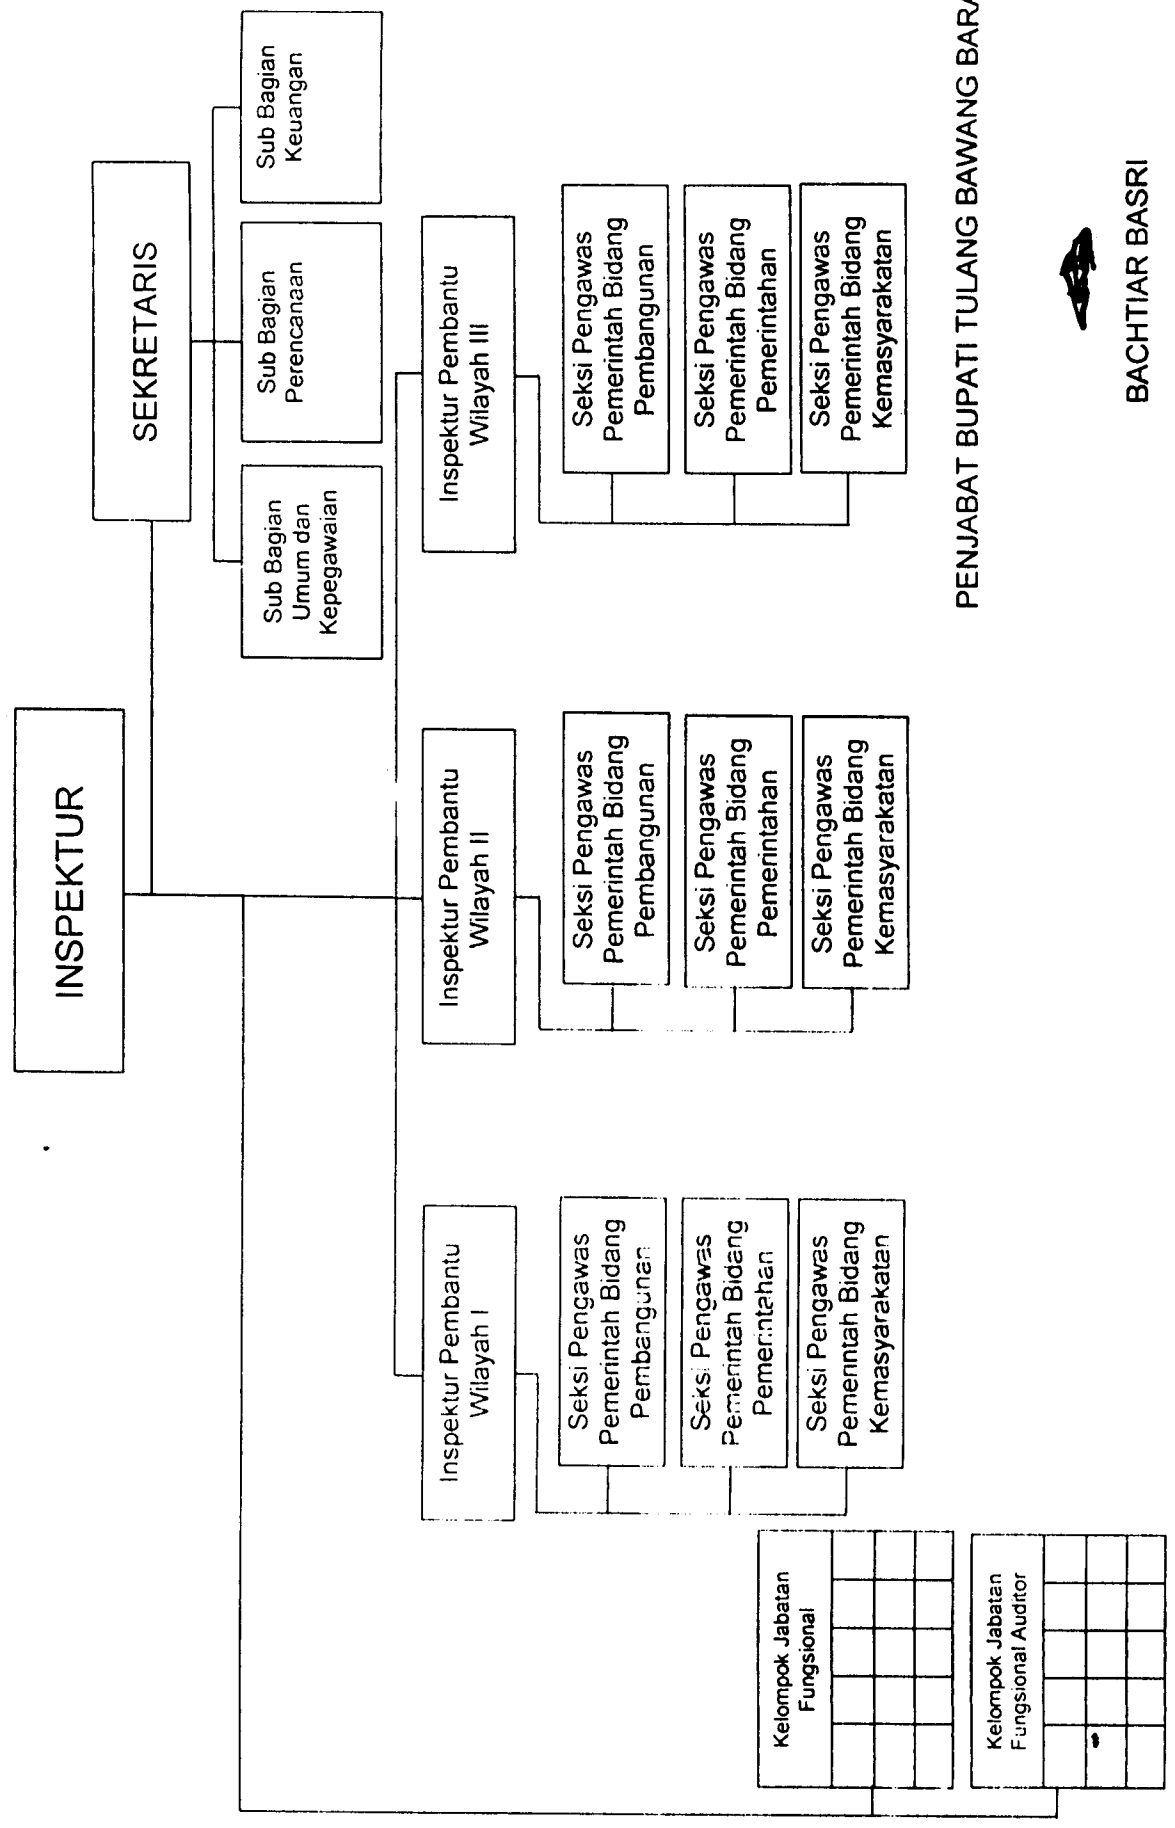 INSPEKTUR
SEKRETARIS
Sub Bagian
Umum dan
Kepegawaian
Sub Bagian
Perencanaan
Sub Bagian
Keuangan
Inspektur Pembantu
Wilayah I
Seksi Pengawas
Pemerintah Bidang
Pembangunan
Seksi Pengawas
Pemerintah Bidang
Pemerintahan
Seksi Pengawas
Pemerintah Bidang
Kemasyarakatan
Inspektur Pembantu
Wilayah II
Seksi Pengawas
Pemerintah Bidang
Pembangunan
Seksi Pengawas
Pemerintah Bidang
Pemerintahan
Seksi Pengawas
Pemerintah Bidang
Kemasyarakatan
Inspektur Pembantu
Wilayah III
Seksi Pengawas
Pemerintah Bidang
Pembangunan
Seksi Pengawas
Pemerintah Bidang
Pemerintahan
Seksi Pengawas
Pemerintah Bidang
Kemasyarakatan
Kelompok Jabatan
Fungsional
Kelompok Jabatan
Fungsional Auditor
PENJABAT BUPATI TULANG BAWANG BARA
BACHTIAR BASRI